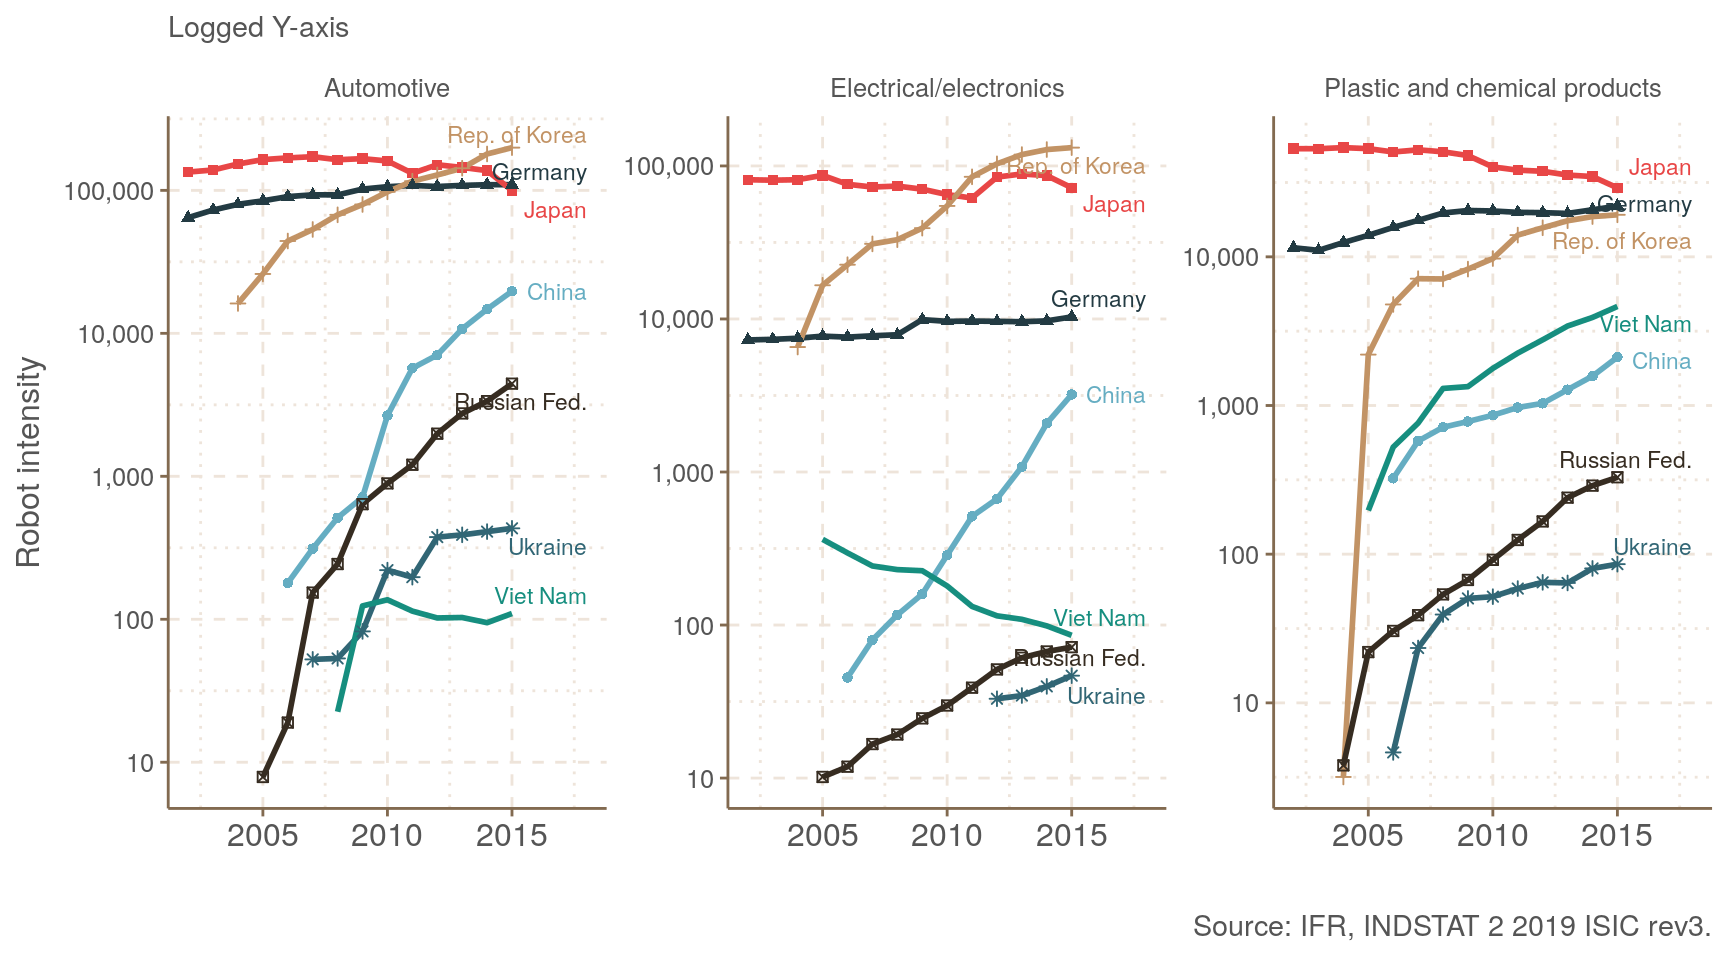 Logged Y-axis
Automotive
Electrical/electronics
Plastic and chemical products
Robot intensity
100,000
10,000
1,000
100
10
Rep. of Korea
Germany
Japan
China
Russian Fed.
Ukraine
Viet Nam
2005 2010 2015
100,000
10,000
1,000
100
10
Rep. of Korea
Japan
Germany
China
Viet Nam
Russian Fed.
Ukraine
2005 2010 2015
10,000
1,000
100
10
Japan
Germany
Rep. of Korea
Viet Nam
China
Russian Fed.
Ukraine
2005 2010 2015
Source: IFR, INDSTAT 2 2019 ISIC rev3.